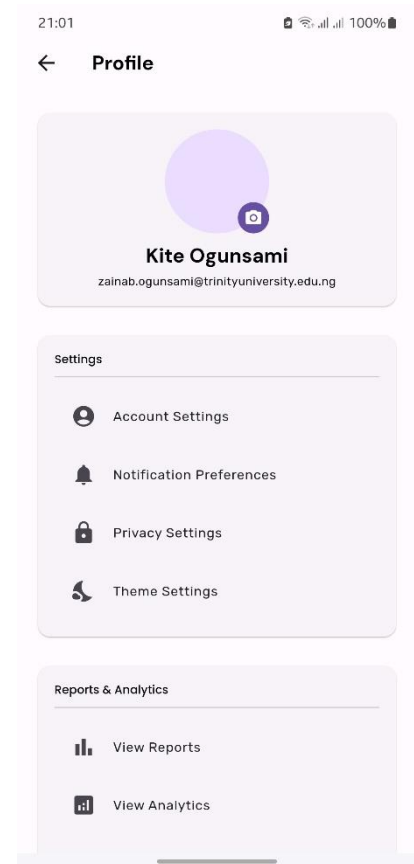 21:01 100%
Profile
Kite Ogunsami
zainab.ogunsami@trinityuniversity.edu.ng
Settings
Account Settings
Notification Preferences
Privacy Settings
Theme Settings
Reports & Analytics
View Reports
View Analytics